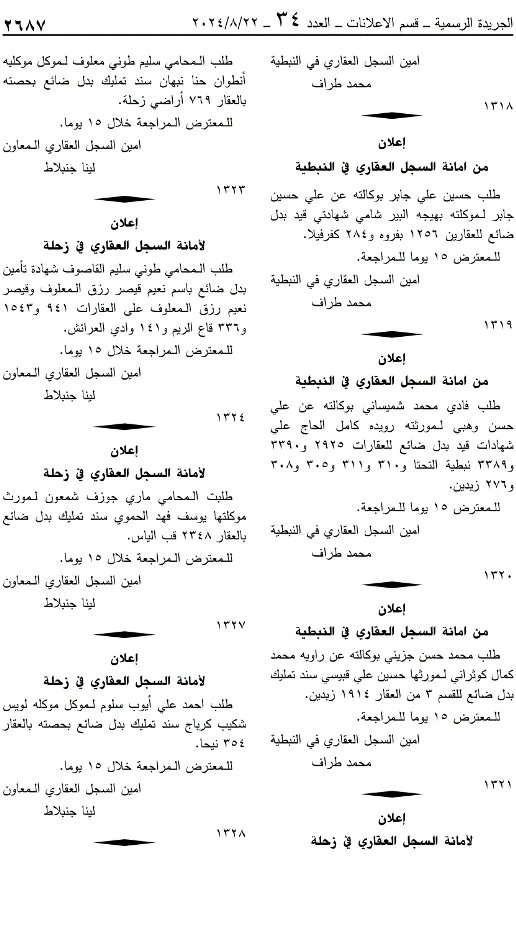 الجريدة الرسمية ــ قسم الاعلانات ــ العدد ٣٤ ــ ٢٠٢٤/٨/٢٢
٢٦٨٧
امين السجل العقاري في النبطية
محمد طراف
١٣١٨
إعلان
من امانة السجل العقاري في النبطية
طلب حسين علي جابر بوكالته عن علي حسين
جابر لموكلته بهيجه البير شامي شهادتي قيد بدل
ضائع للعقارين ١٢٥٦ بفروه و٢٨٤ كفرفيلا.
للمعترض ١٥ يوما للمراجعة.
امين السجل العقاري في النبطية
محمد طراف
١٣١٩
إعلان
من امانة السجل العقاري في النبطية
طلب فادي محمد شميساني بوكالته عن علي
حسن وهبي لمورثته رويده كامل الحاج علي
شهادات قيد بدل ضائع للعقارات ٢٩٢٥ و٣٣٩٠
و٣٣٨٩ نبطية التحتا و٣١٠ و٣١١ و٣٠٥ و٣٠٨
و٢٧٦ زبدين.
للمعترض ١٥ يوما للمراجعة.
امين السجل العقاري في النبطية
محمد طراف
١٣٢٠
إعلان
من امانة السجل العقاري في النبطية
طلب محمد حسن جزيني بوكالته عن راويه محمد
كمال كوثراني لمورثها حسين علي قبيسي سند تمليك
بدل ضائع للقسم ٣ من العقار ١٩١٤ زبدين.
للمعترض ١٥ يوما للمراجعة.
امين السجل العقاري في النبطية
محمد طراف
١٣٢١
إعلان
لأمانة السجل العقاري في زحلة
طلب المحامي سليم طوني معلوف لموكل موكليه
أنطوان حنا نبهان سند تمليك بدل ضائع بحصته
بالعقار ٧٦٩ أراضي زحلة.
للمعترض المراجعة خلال ١٥ يوما.
امين السجل العقاري المعاون
لينا جنبلاط
١٣٢٣
إعلان
لأمانة السجل العقاري في زحلة
طلب المحامي طوني سليم القاصوف شهادة تأمين
بدل ضائع باسم نعيم قيصر رزق المعلوف وقيصر
نعيم رزق المعلوف على العقارات ٩٤١ و١٥٤٣
و٣٣٦ قاع الريم و١٤١ وادي العرائش.
للمعترض المراجعة خلال ١٥ يوما.
امين السجل العقاري المعاون
لينا جنبلاط
١٣٢٤
إعلان
لأمانة السجل العقاري في زحلة
طلبت المحامي ماري جوزف شمعون لمورث
موكلتها يوسف فهد الحموي سند تمليك بدل ضائع
بالعقار ٢٣٤٨ قب الياس.
للمعترض المراجعة خلال ١٥ يوما.
امين السجل العقاري المعاون
لينا جنبلاط
١٣٢٧
إعلان
لأمانة السجل العقاري في زحلة
طلب احمد علي أيوب سلوم لموكل موكله لويس
شكيب كرباج سند تمليك بدل ضائع بحصته بالعقار
٣٥٤ نيحا.
للمعترض المراجعة خلال ١٥ يوما.
امين السجل العقاري المعاون
لينا جنبلاط
١٣٢٨